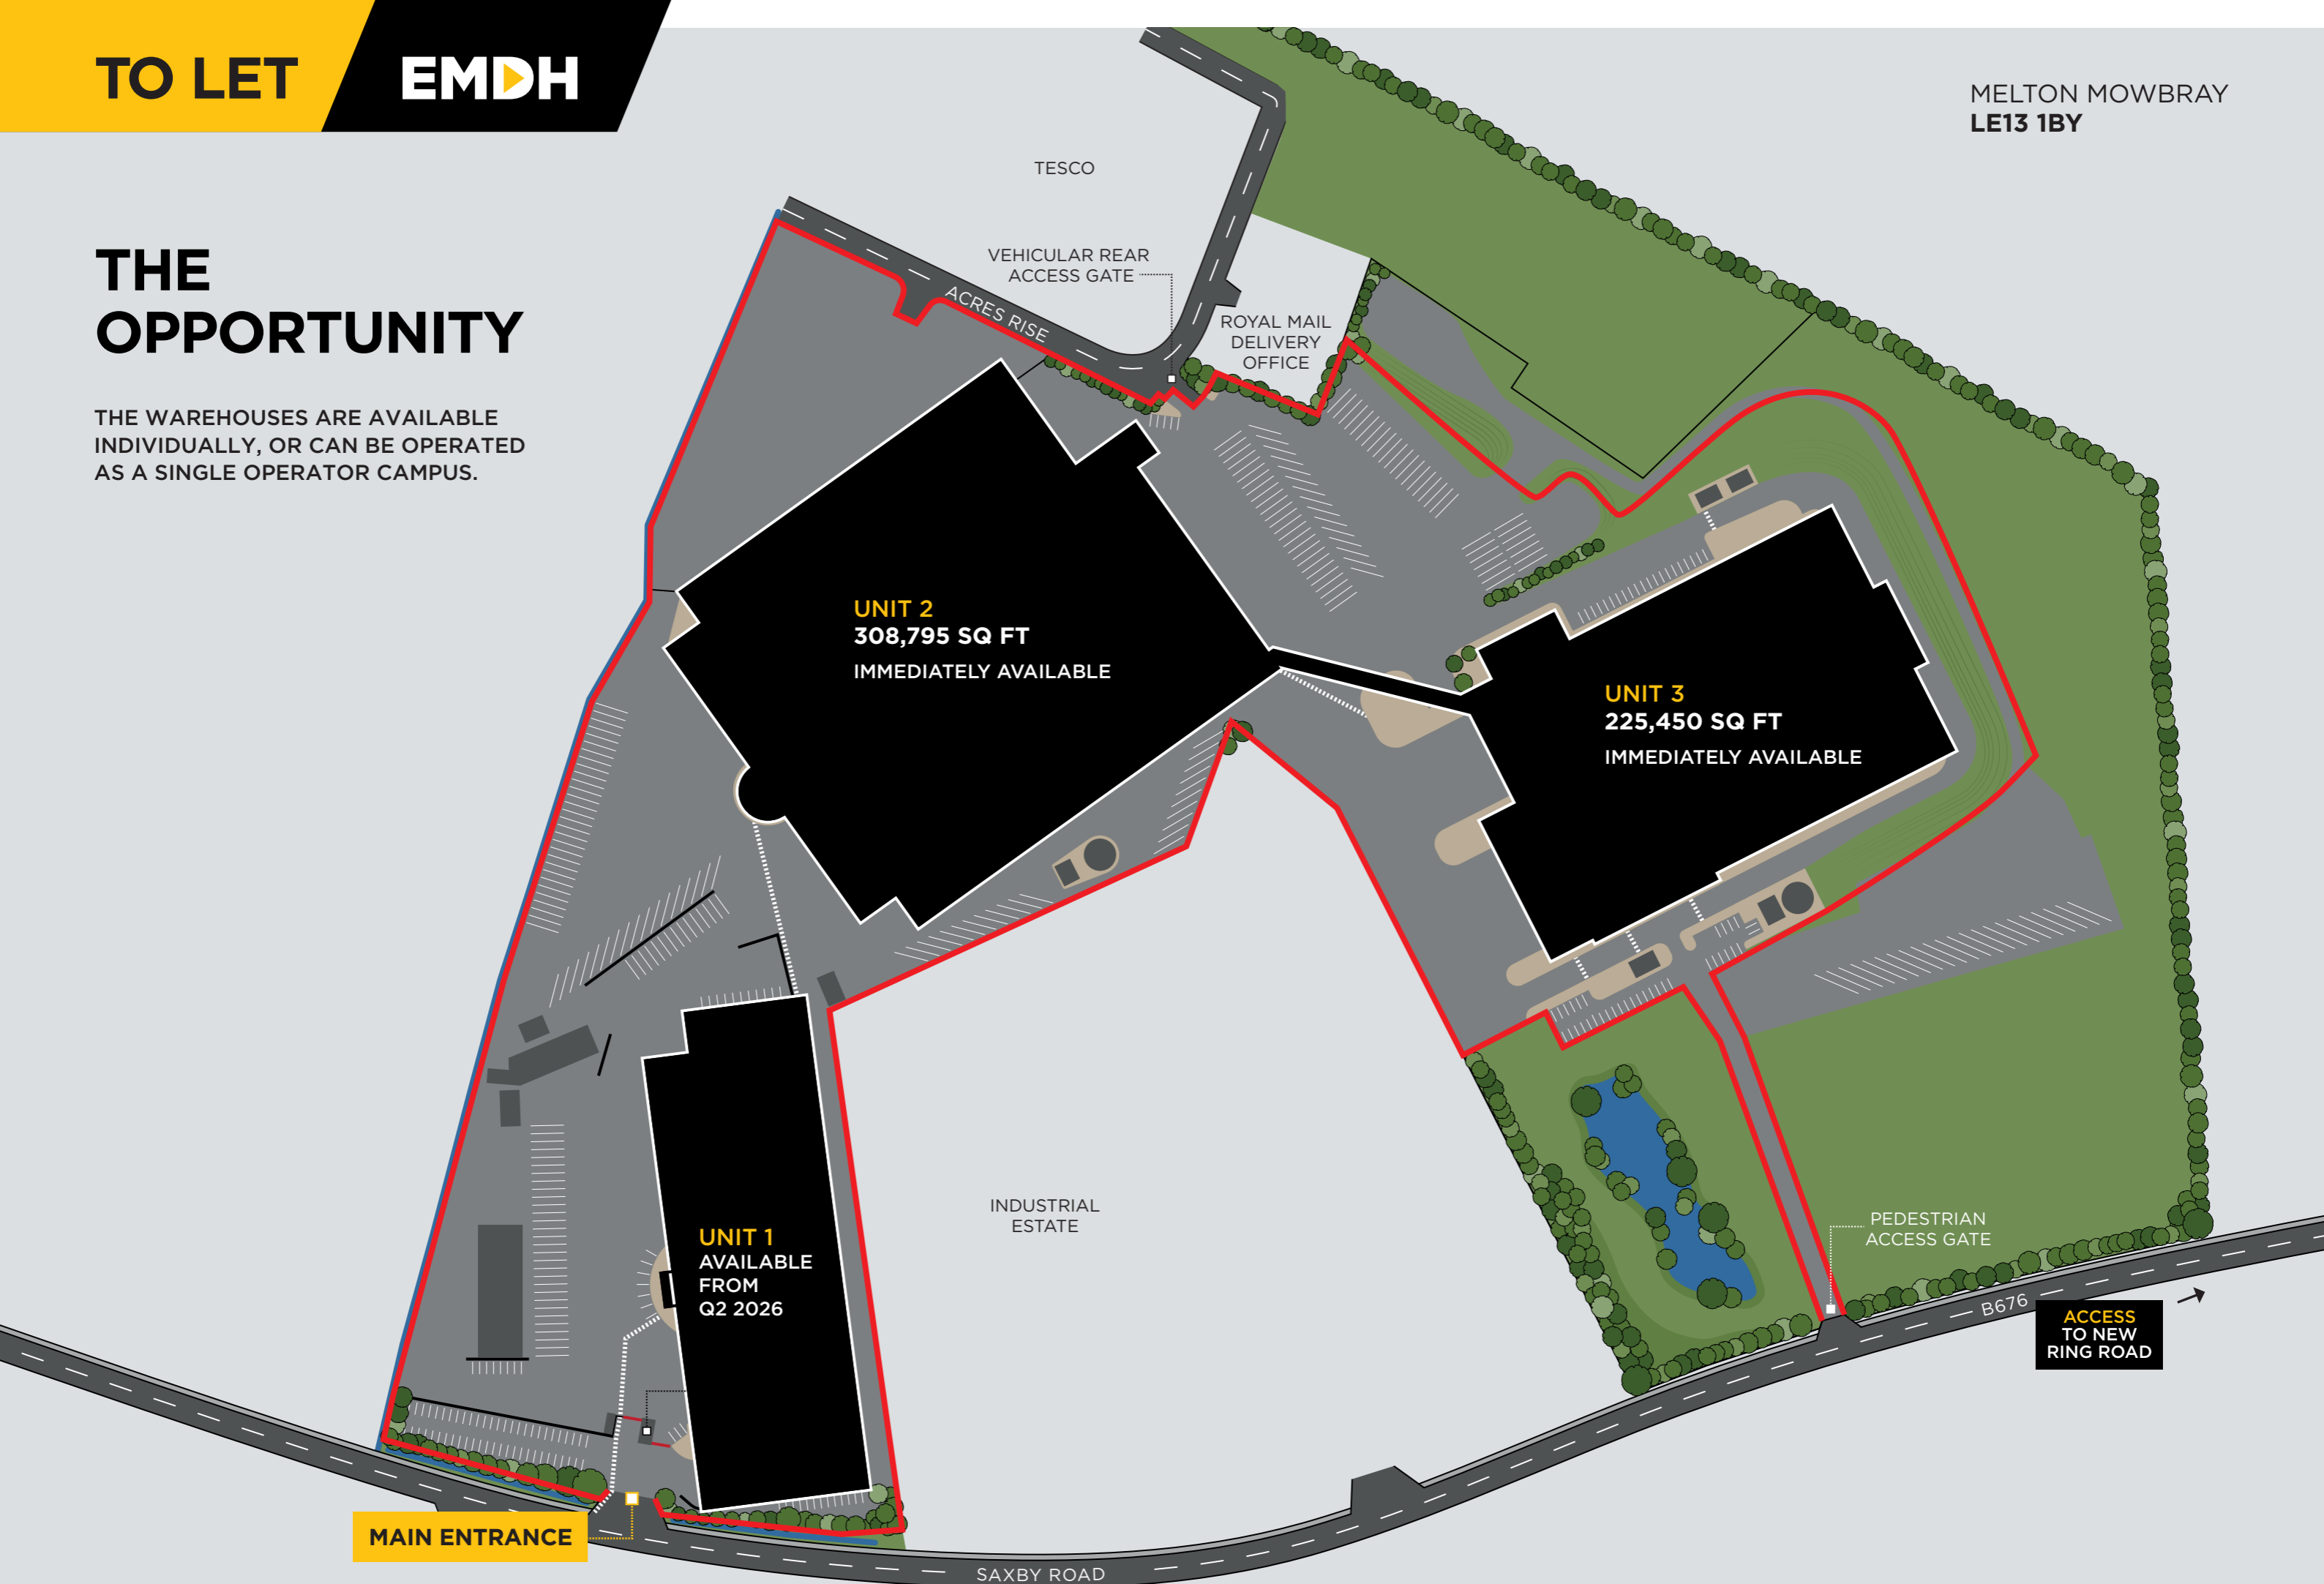 TO LET
EMDH
MELTON MOWBRAY
LE13 1BY
THE
OPPORTUNITY
THE WAREHOUSES ARE AVAILABLE
INDIVIDUALLY, OR CAN BE OPERATED
AS A SINGLE OPERATOR CAMPUS.
TESCO
VEHICULAR REAR
ACCESS GATE
ACRES RISE
ROYAL MAIL
DELIVERY
OFFICE
UNIT 2
308,795 SQ FT
IMMEDIATELY AVAILABLE
UNIT 3
225,450 SQ FT
IMMEDIATELY AVAILABLE
INDUSTRIAL
ESTATE
UNIT 1
AVAILABLE
FROM
Q2 2026
PEDESTRIAN
ACCESS GATE
B676
ACCESS
TO NEW
RING ROAD
MAIN ENTRANCE
SAXBY ROAD